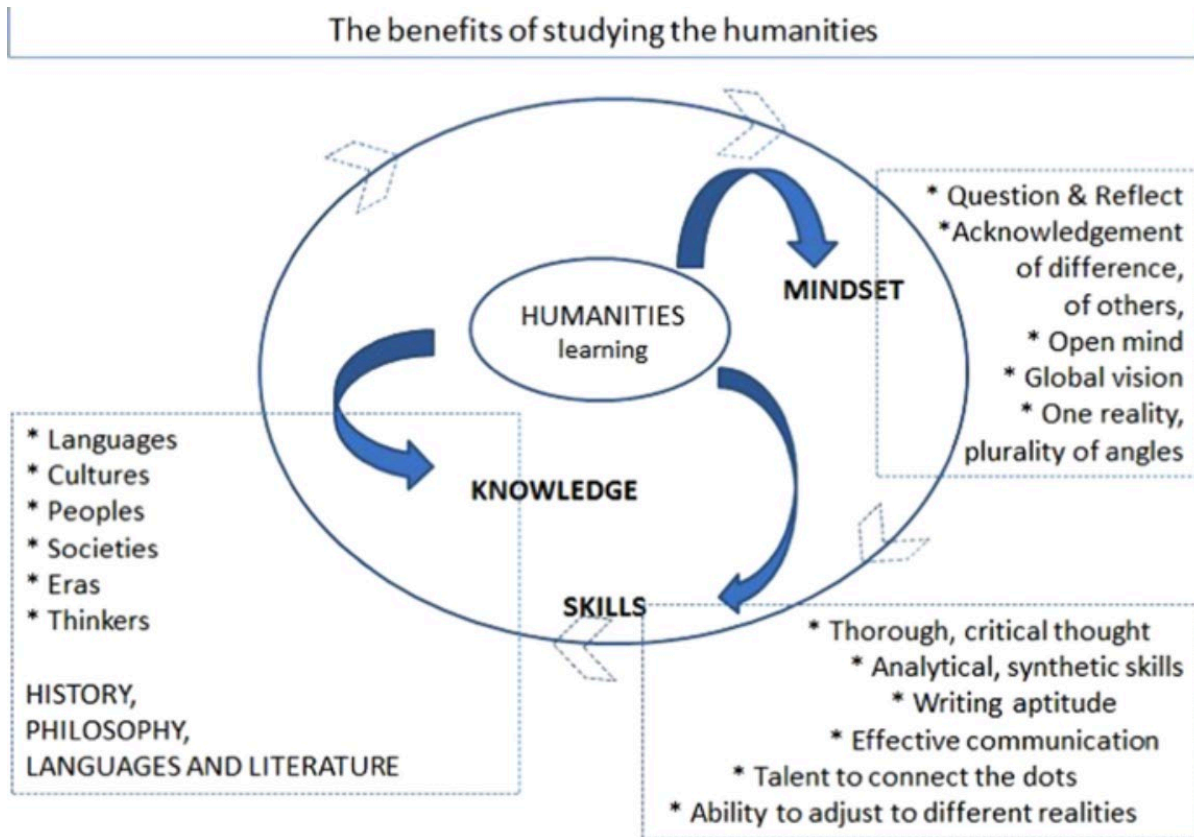 The benefits of studying the humanities
HUMANITIES
learning
MINDSET
* Question & Reflect
*Acknowledgement
of difference,
of others,
* Open mind
* Global vision
* One reality,
plurality of angles
KNOWLEDGE
* Languages
* Cultures
* Peoples
* Societies
* Eras
* Thinkers
HISTORY,
PHILOSOPHY,
LANGUAGES AND LITERATURE
SKILLS
* Thorough, critical thought
* Analytical, synthetic skills
* Writing aptitude
* Effective communication
* Talent to connect the dots
* Ability to adjust to different realities